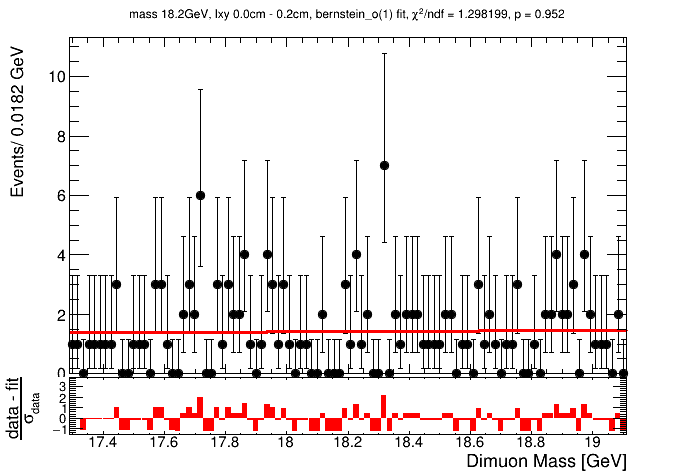 mass 18.2GeV, lxy 0.0cm - 0.2cm, bernstein_o(1) fit, χ²/ndf = 1.298199, p = 0.952
Events/ 0.0182 GeV
10
8
6
4
2
0
data - fit
σdata
3
2
1
0
−1
17.4 17.6 17.8 18 18.2 18.4 18.6 18.8 19
Dimuon Mass [GeV]